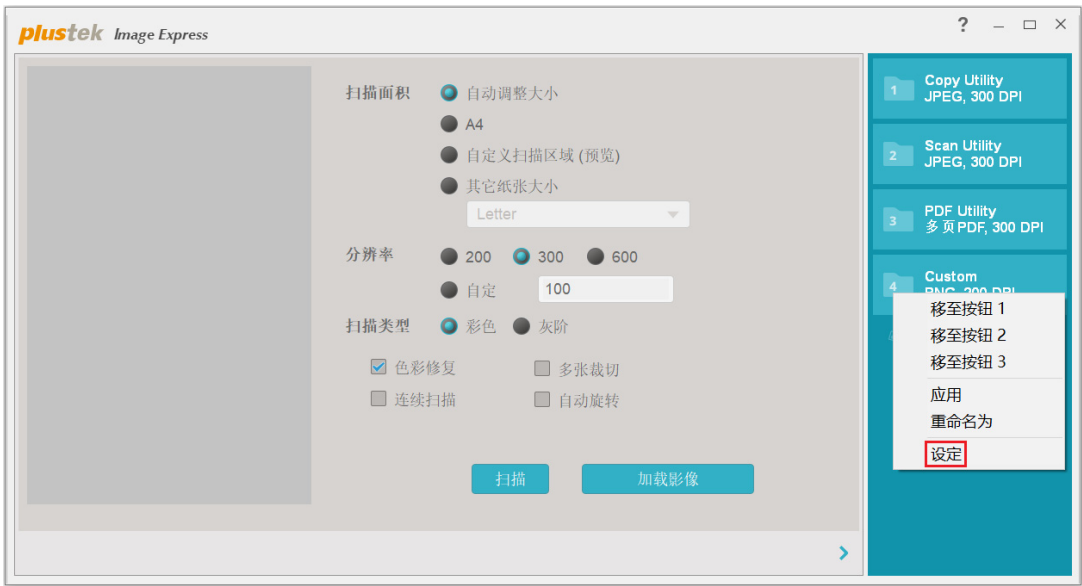 plustek Image Express
?
扫描面积
自动调整大小
A4
自定义扫描区域 (预览)
其它纸张大小
Letter
分辨率
200
300
600
自定
100
扫描类型
彩色
灰阶
色彩修复
多张裁切
连续扫描
自动旋转
扫描
加载影像
1
Copy Utility
JPEG, 300 DPI
2
Scan Utility
JPEG, 300 DPI
3
PDF Utility
多页PDF, 300 DPI
4
Custom
移至按钮 1
移至按钮 2
移至按钮 3
应用
重命名为
设定